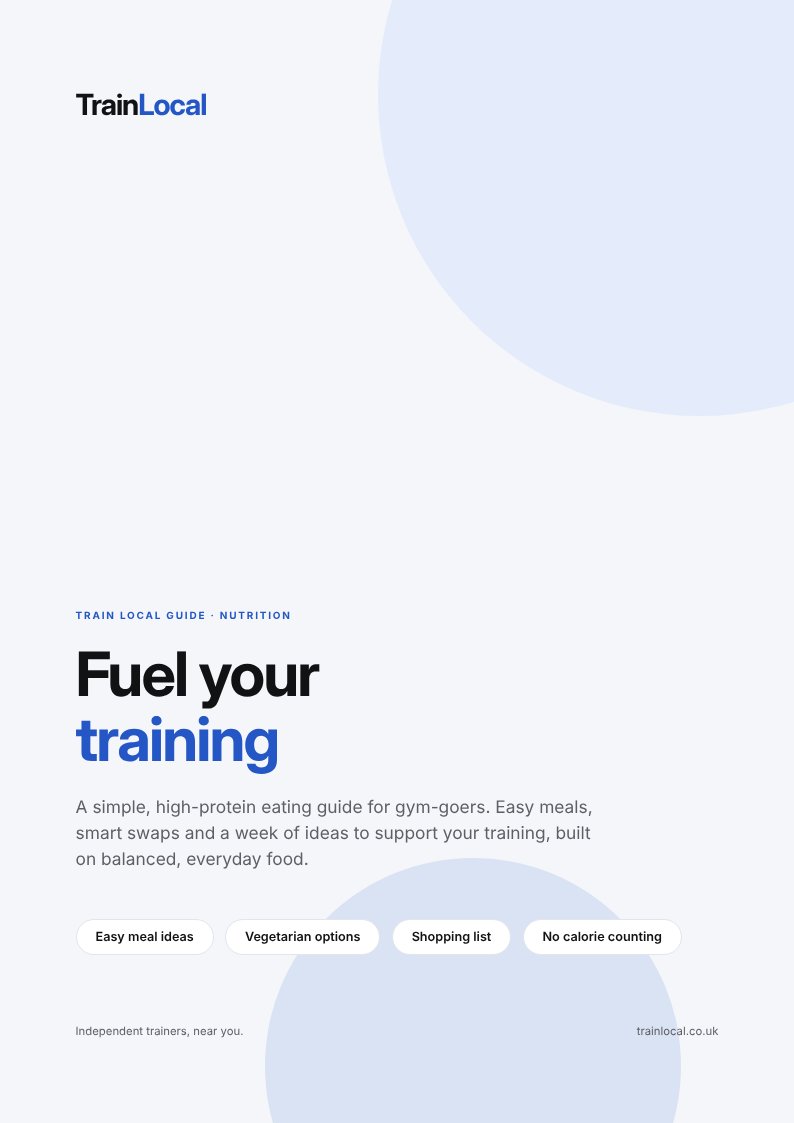 TrainLocal
TRAIN LOCAL GUIDE · NUTRITION
Fuel your
training
A simple, high-protein eating guide for gym-goers. Easy meals,
smart swaps and a week of ideas to support your training, built
on balanced, everyday food.
Easy meal ideas
Vegetarian options
Shopping list
No calorie counting
Independent trainers, near you.
trainlocal.co.uk